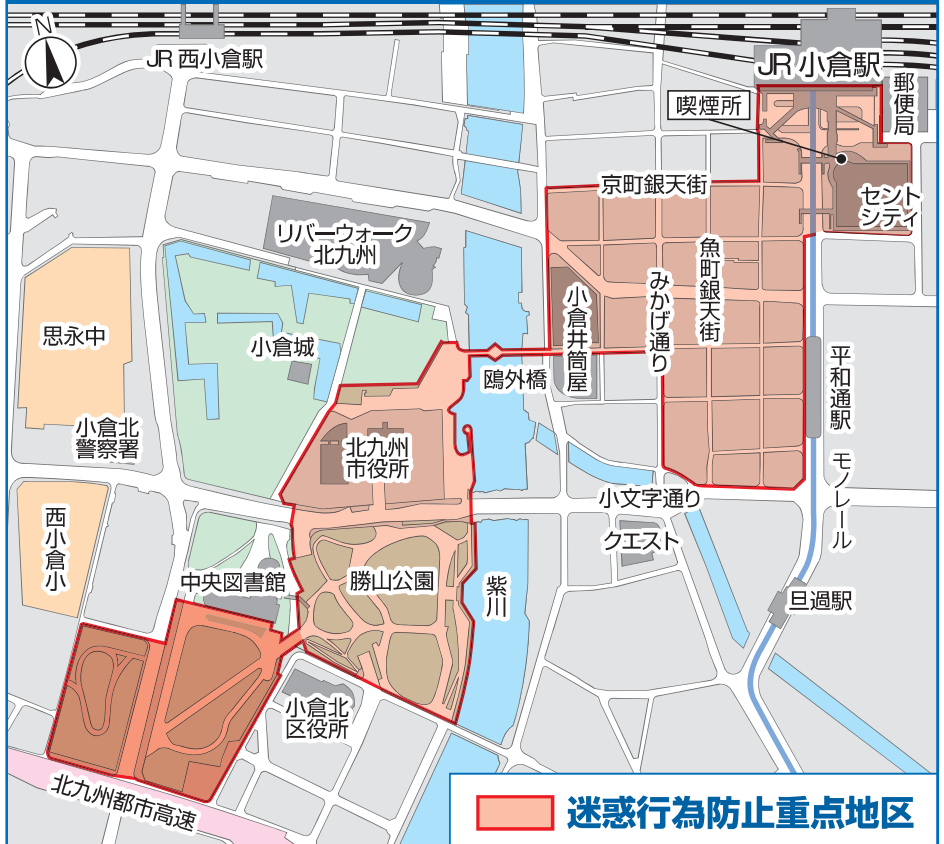 N
JR 西小倉駅
JR 小倉駅
郵便局
喫煙所
セント
シティ
京町銀天街
リバーウォーク
北九州
魚町銀天街
みかげ通り
小倉井筒屋
思永中
小倉城
鷗外橋
平和通駅
小倉北
警察署
北九州
市役所
モノレール
小文字通り
西小倉小
クエスト
中央図書館
勝山公園
紫川
旦過駅
小倉北
区役所
北九州都市高速
迷惑行為防止重点地区